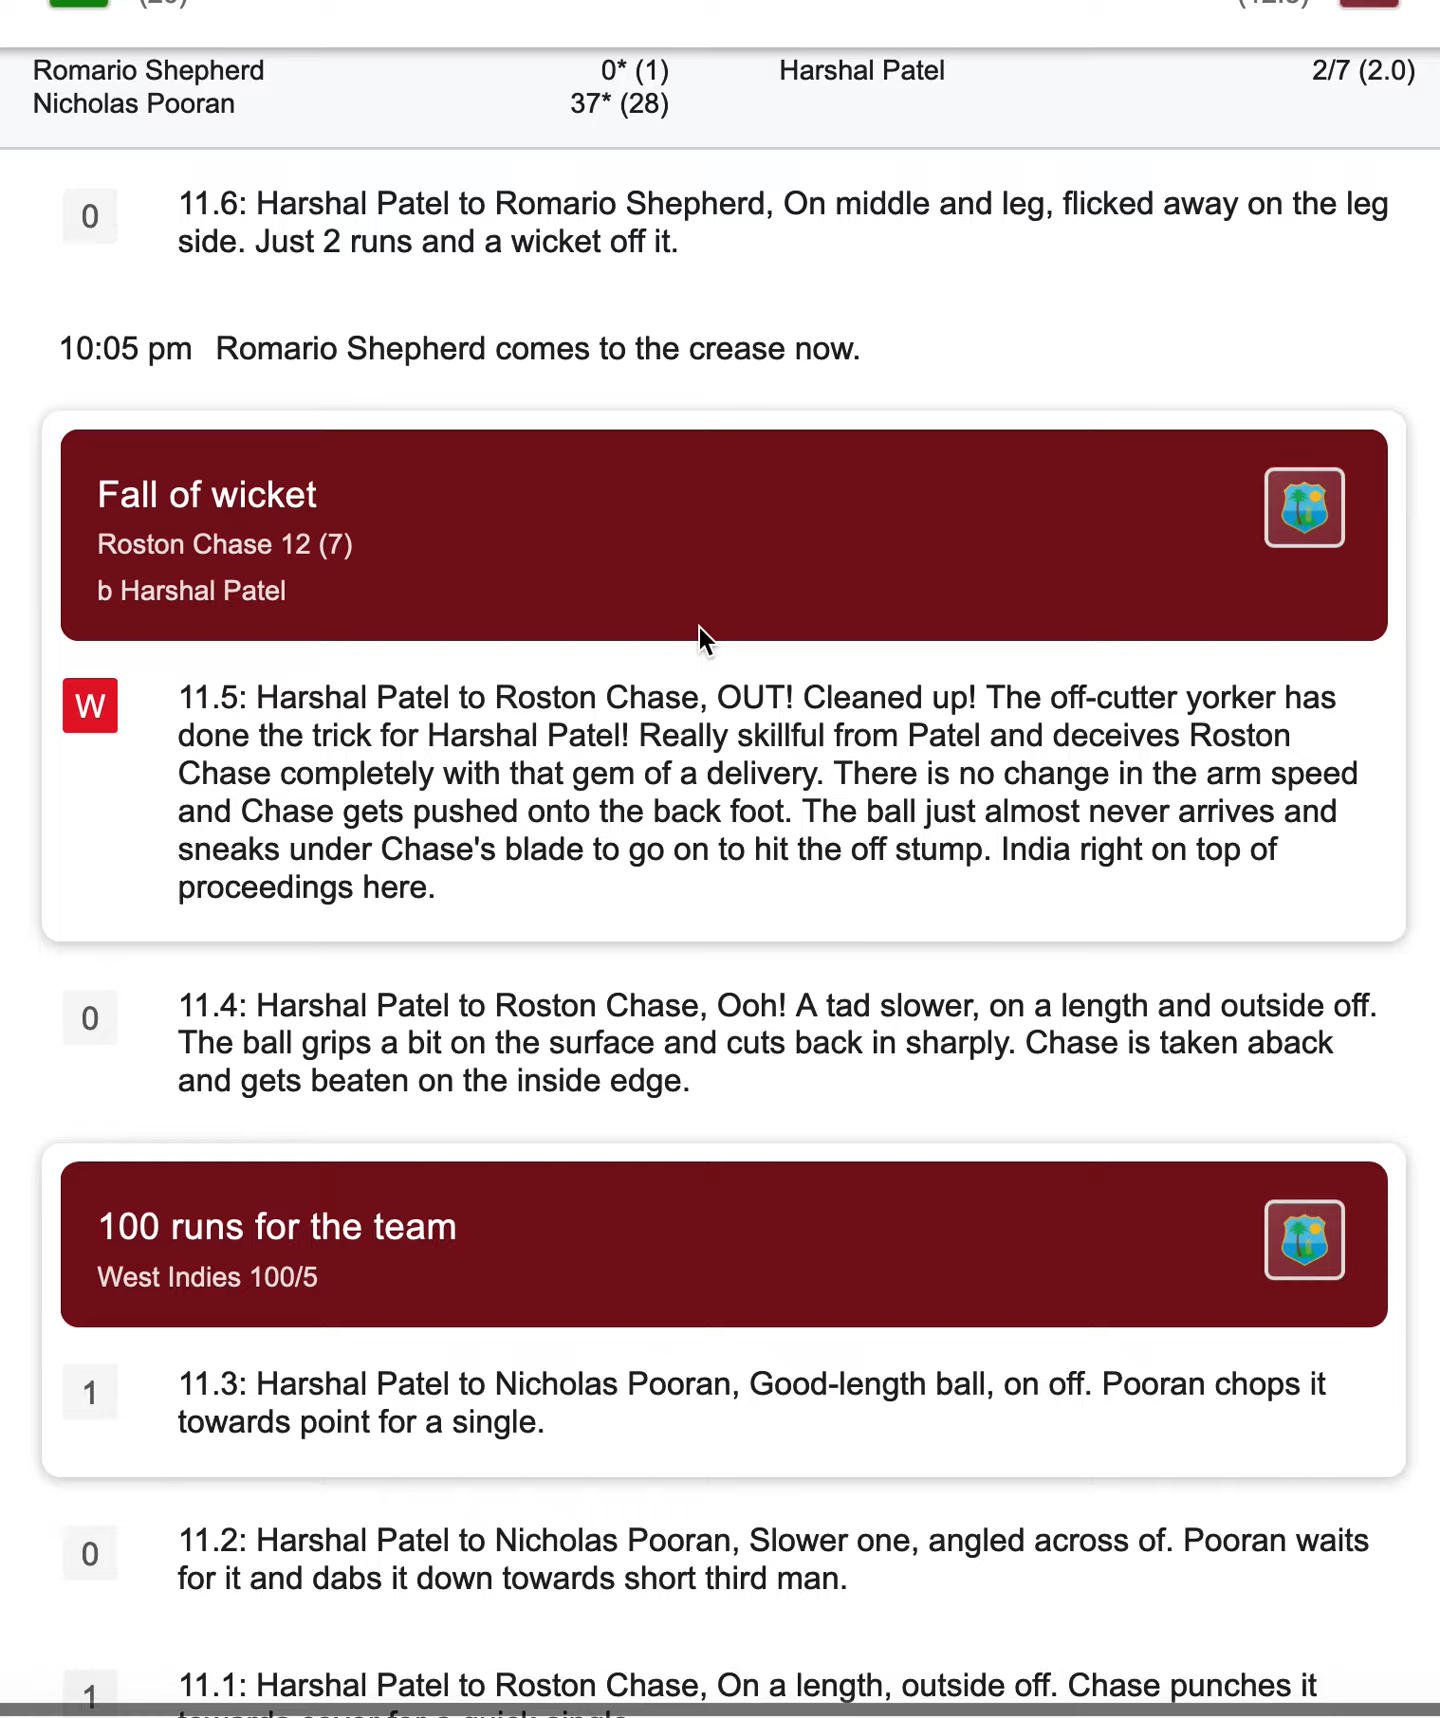 Romario Shepherd 0* (1) Harshal Patel 2/7 (2.0)
Nicholas Pooran 37* (28)
0 11.6: Harshal Patel to Romario Shepherd, On middle and leg, flicked away on the leg
side. Just 2 runs and a wicket off it.
10:05 pm Romario Shepherd comes to the crease now.
Fall of wicket
Roston Chase 12 (7)
b Harshal Patel
W 11.5: Harshal Patel to Roston Chase, OUT! Cleaned up! The off-cutter yorker has
done the trick for Harshal Patel! Really skillful from Patel and deceives Roston
Chase completely with that gem of a delivery. There is no change in the arm speed
and Chase gets pushed onto the back foot. The ball just almost never arrives and
sneaks under Chase's blade to go on to hit the off stump. India right on top of
proceedings here.
0 11.4: Harshal Patel to Roston Chase, Ooh! A tad slower, on a length and outside off.
The ball grips a bit on the surface and cuts back in sharply. Chase is taken aback
and gets beaten on the inside edge.
100 runs for the team
West Indies 100/5
1 11.3: Harshal Patel to Nicholas Pooran, Good-length ball, on off. Pooran chops it
towards point for a single.
0 11.2: Harshal Patel to Nicholas Pooran, Slower one, angled across of. Pooran waits
for it and dabs it down towards short third man.
1 11.1: Harshal Patel to Roston Chase, On a length, outside off. Chase punches it